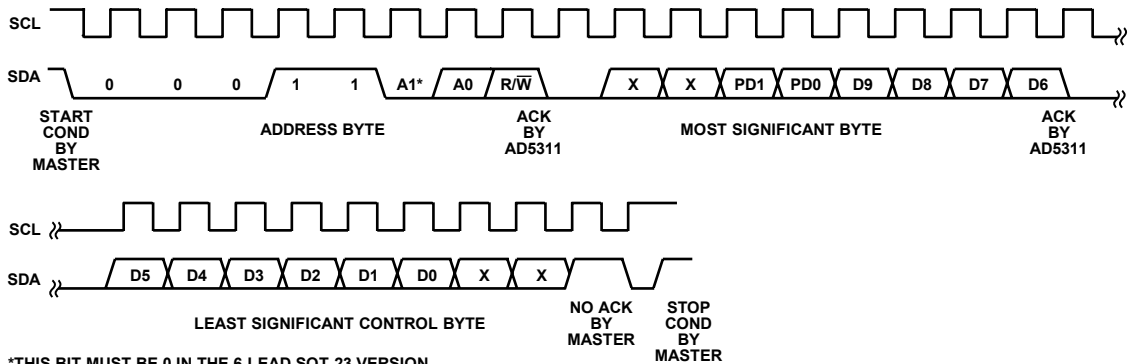 SCL
SDA 0 0 0 1 1 A1* A0 R/W̅ X X PD1 PD0 D9 D8 D7 D6
START COND BY MASTER
ADDRESS BYTE
ACK BY AD5311
MOST SIGNIFICANT BYTE
ACK BY AD5311
SCL
SDA D5 D4 D3 D2 D1 D0 X X
LEAST SIGNIFICANT CONTROL BYTE
NO ACK BY MASTER
STOP COND BY MASTER
*THIS BIT MUST BE 0 IN THE 6-LEAD SOT-23 VERSION